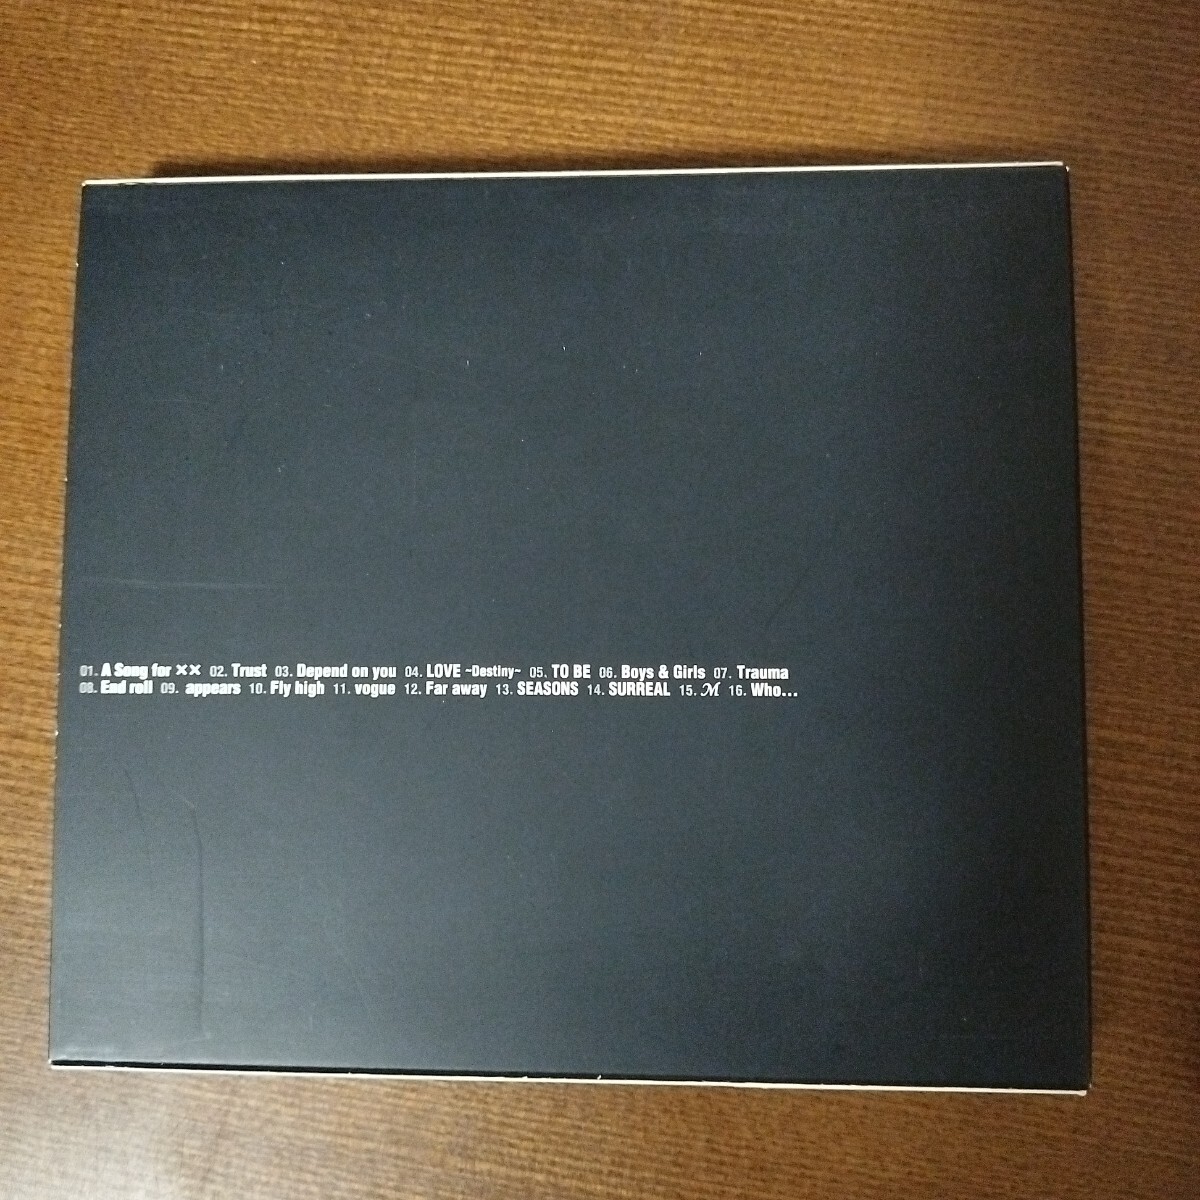 01. A Song for ×× 02. Trust 03. Depend on you 04. LOVE ~Destiny~ 05. TO BE 06. Boys & Girls 07. Trauma
08. End roll 09. appears 10. Fly high 11. vogue 12. Far away 13. SEASONS 14. SURREAL 15. M 16. Who...